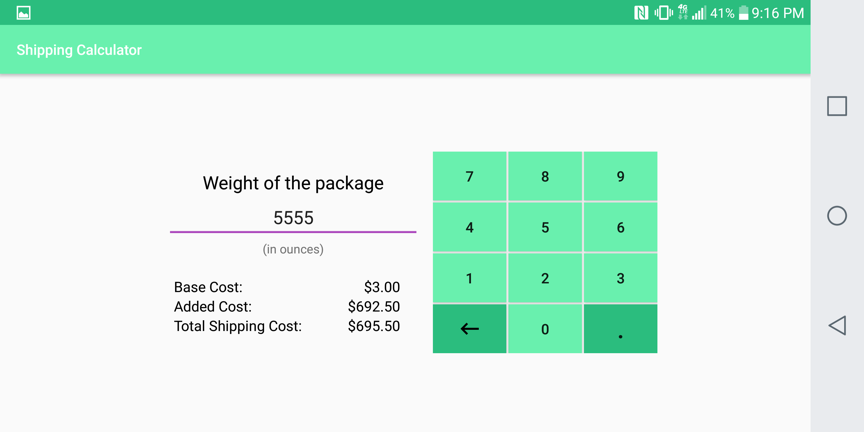 41% 9:16 PM
Shipping Calculator
Weight of the package
5555
(in ounces)
Base Cost: $3.00
Added Cost: $692.50
Total Shipping Cost: $695.50
7 8 9
4 5 6
1 2 3
0 .